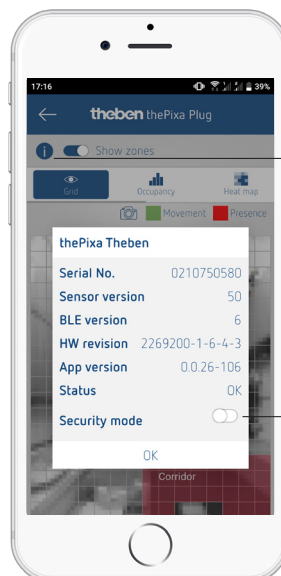 17:16 39%
theben thePixa Plug
i Show zones
Grid Occupancy Heat map
Movement Presence
thePixa Theben
Serial No. 0210750580
Sensor version 50
BLE version 6
HW revision 2269200-1-6-4-3
App version 0.0.26-106
Status OK
Security mode
OK
Corridor